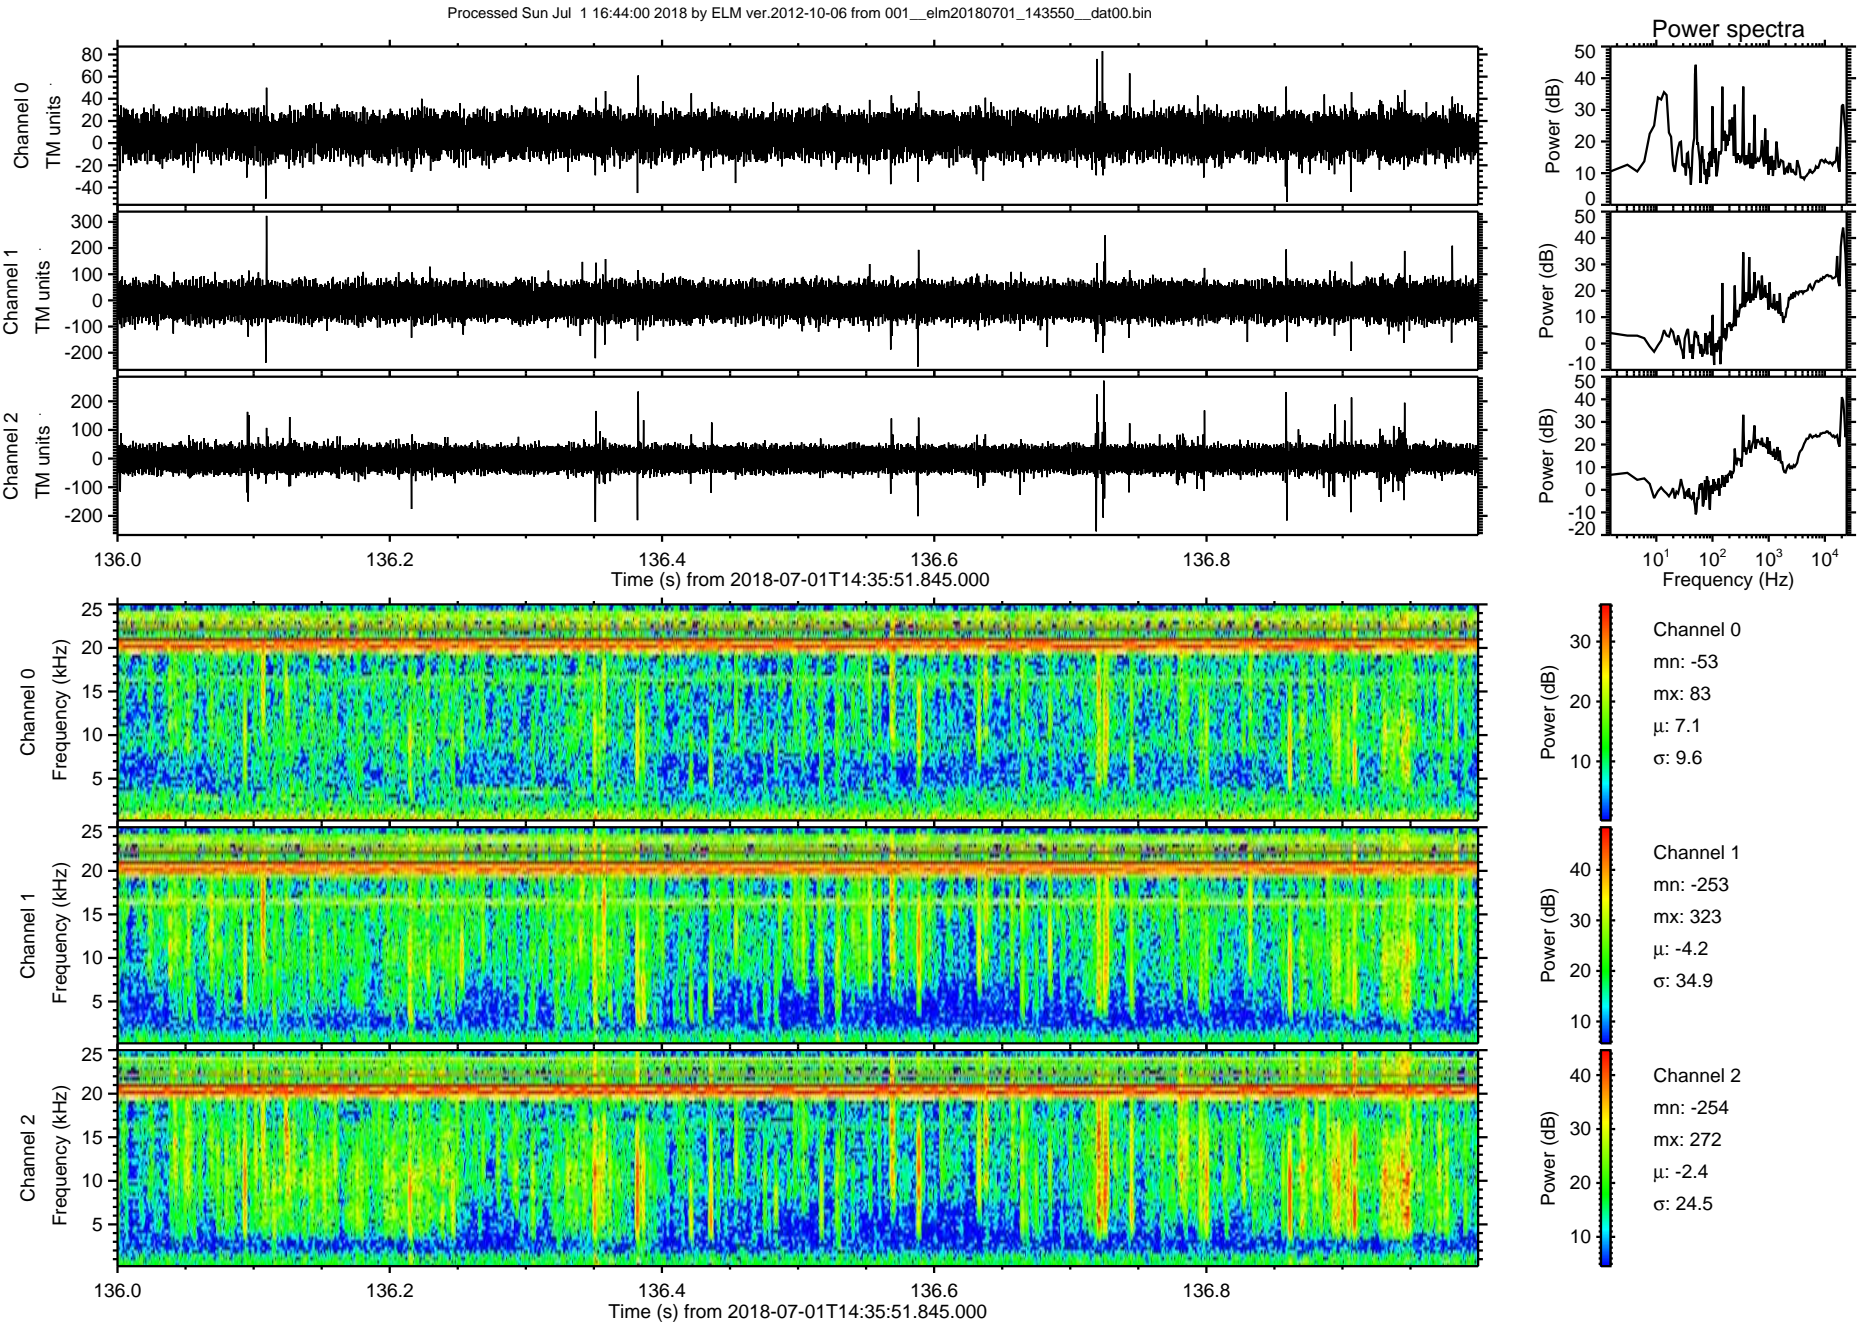 Processed Sun Jul 1 16:44:00 2018 by ELM ver.2012-10-06 from 001__elm20180701_143550__dat00.bin
Power spectra
Channel 0
TM units
80
60
40
20
0
-20
-40
Power (dB)
50
40
30
20
10
0
Channel 1
TM units
300
200
100
0
-100
-200
Power (dB)
50
40
30
20
10
0
-10
Channel 2
TM units
200
100
0
-100
-200
Power (dB)
50
40
30
20
10
0
-10
-20
136.0 136.2 136.4 136.6 136.8
Time (s) from 2018-07-01T14:35:51.845.000
10^1 10^2 10^3 10^4
Frequency (Hz)
Channel 0
Frequency (kHz)
25
20
15
10
5
Power (dB)
30
20
10
Channel 0
mn: -53
mx: 83
μ: 7.1
σ: 9.6
Channel 1
Frequency (kHz)
25
20
15
10
5
Power (dB)
40
30
20
10
Channel 1
mn: -253
mx: 323
μ: -4.2
σ: 34.9
Channel 2
Frequency (kHz)
25
20
15
10
5
Power (dB)
40
30
20
10
Channel 2
mn: -254
mx: 272
μ: -2.4
σ: 24.5
136.0 136.2 136.4 136.6 136.8
Time (s) from 2018-07-01T14:35:51.845.000